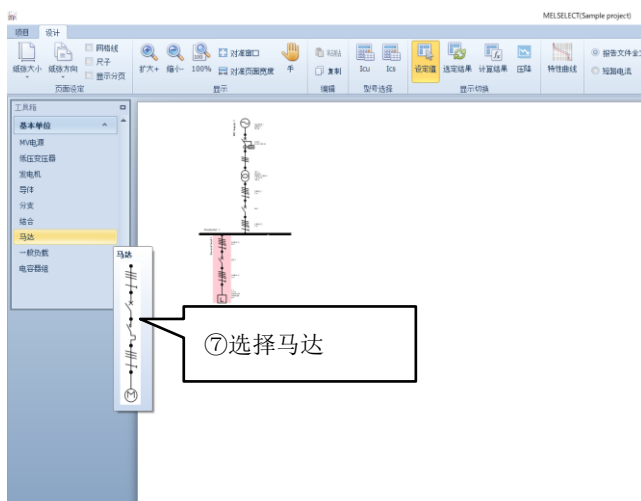 MELSELECT(Sample project)
项目 设计
网格线
尺子
显示分页
纸张大小 纸张方向
页面设定
扩大+ 缩小- 100%
对准窗口
对准页面宽度
手
显示
粘贴
复制
编辑
Icu Ics
型号选择
设定值 选定结果 计算结果 压降
显示切换
特性曲线
报告文件全
短路电流
工具箱
基本单位
MV电源
低压变压器
发电机
导体
分支
结合
马达
一般负载
电容器组
马达
M
L
⑦选择马达